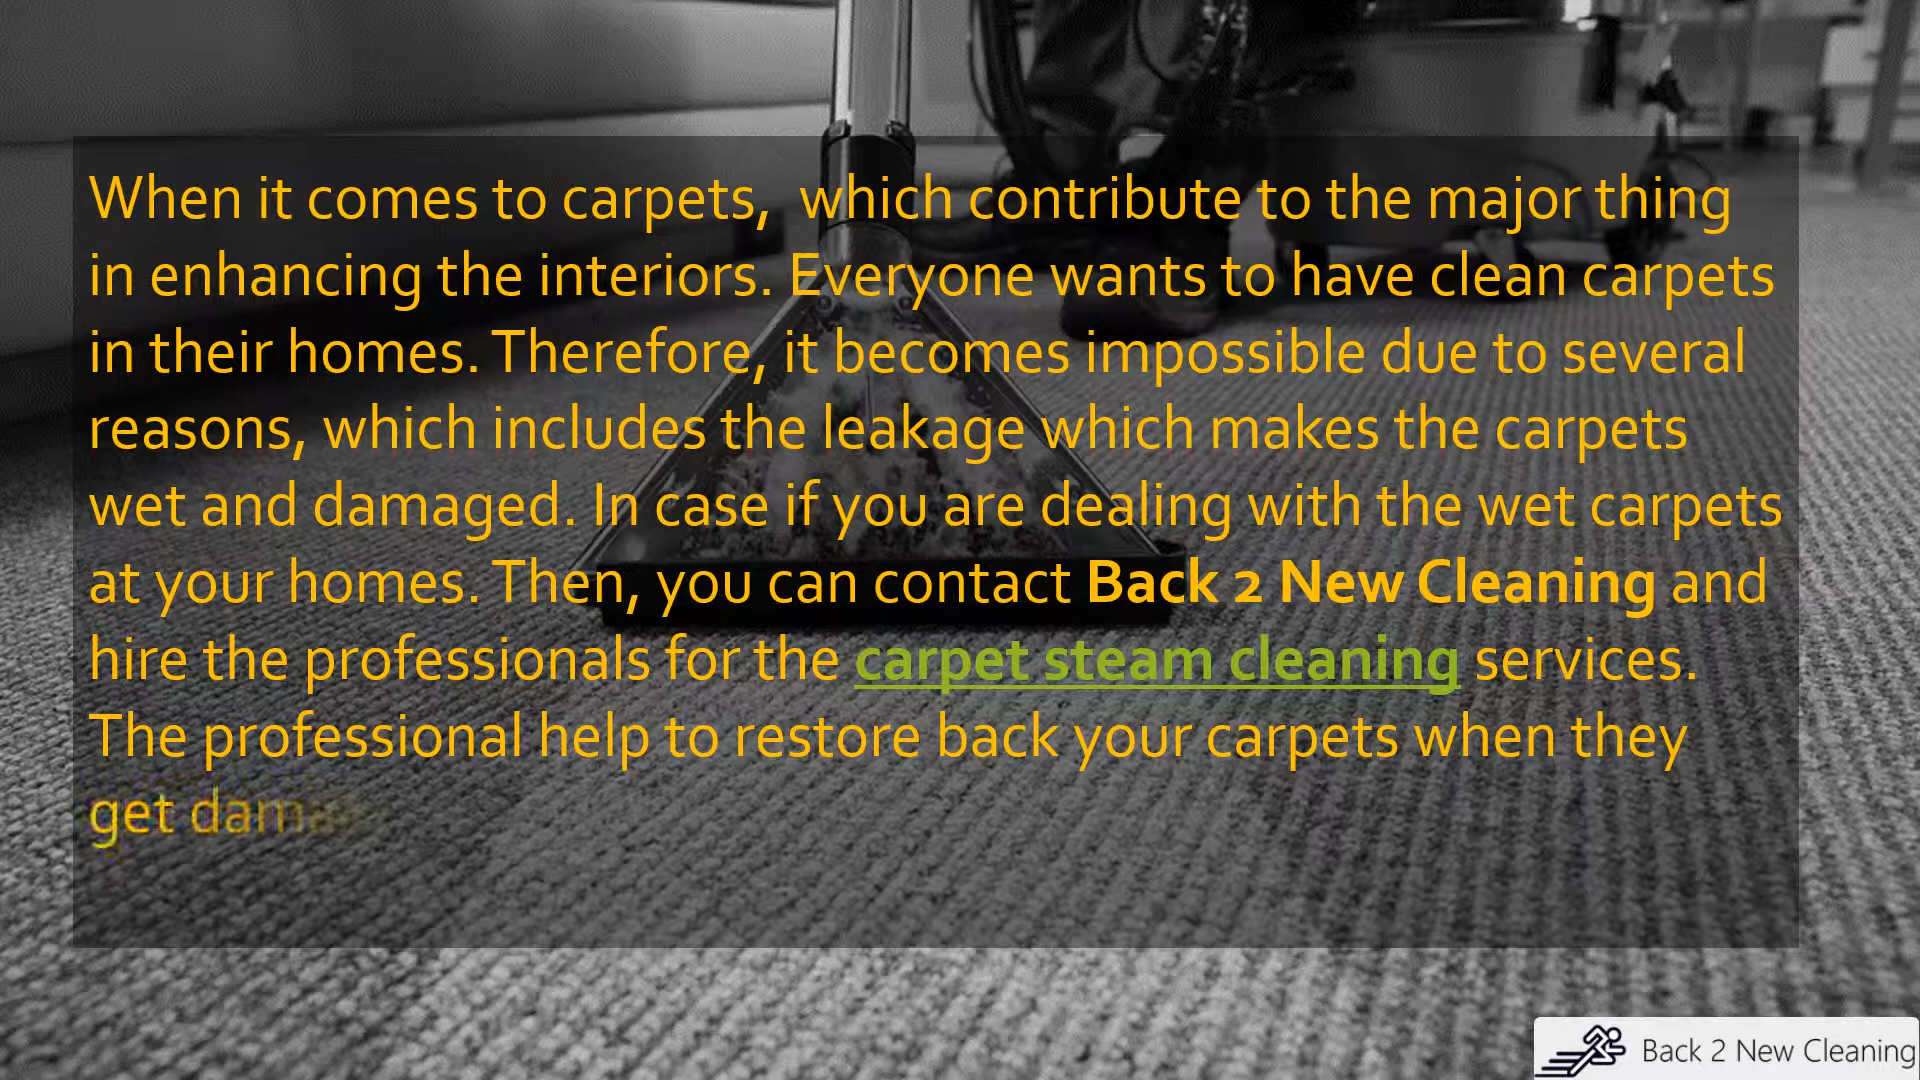 When it comes to carpets,  which contribute to the major thing
in enhancing the interiors. Everyone wants to have clean carpets
in their homes. Therefore, it becomes impossible due to several
reasons, which includes the leakage which makes the carpets
wet and damaged. In case if you are dealing with the wet carpets
at your homes. Then, you can contact Back 2 New Cleaning and
hire the professionals for the carpet steam cleaning services.
The professional help to restore back your carpets when they
get
Back 2 New Cleaning